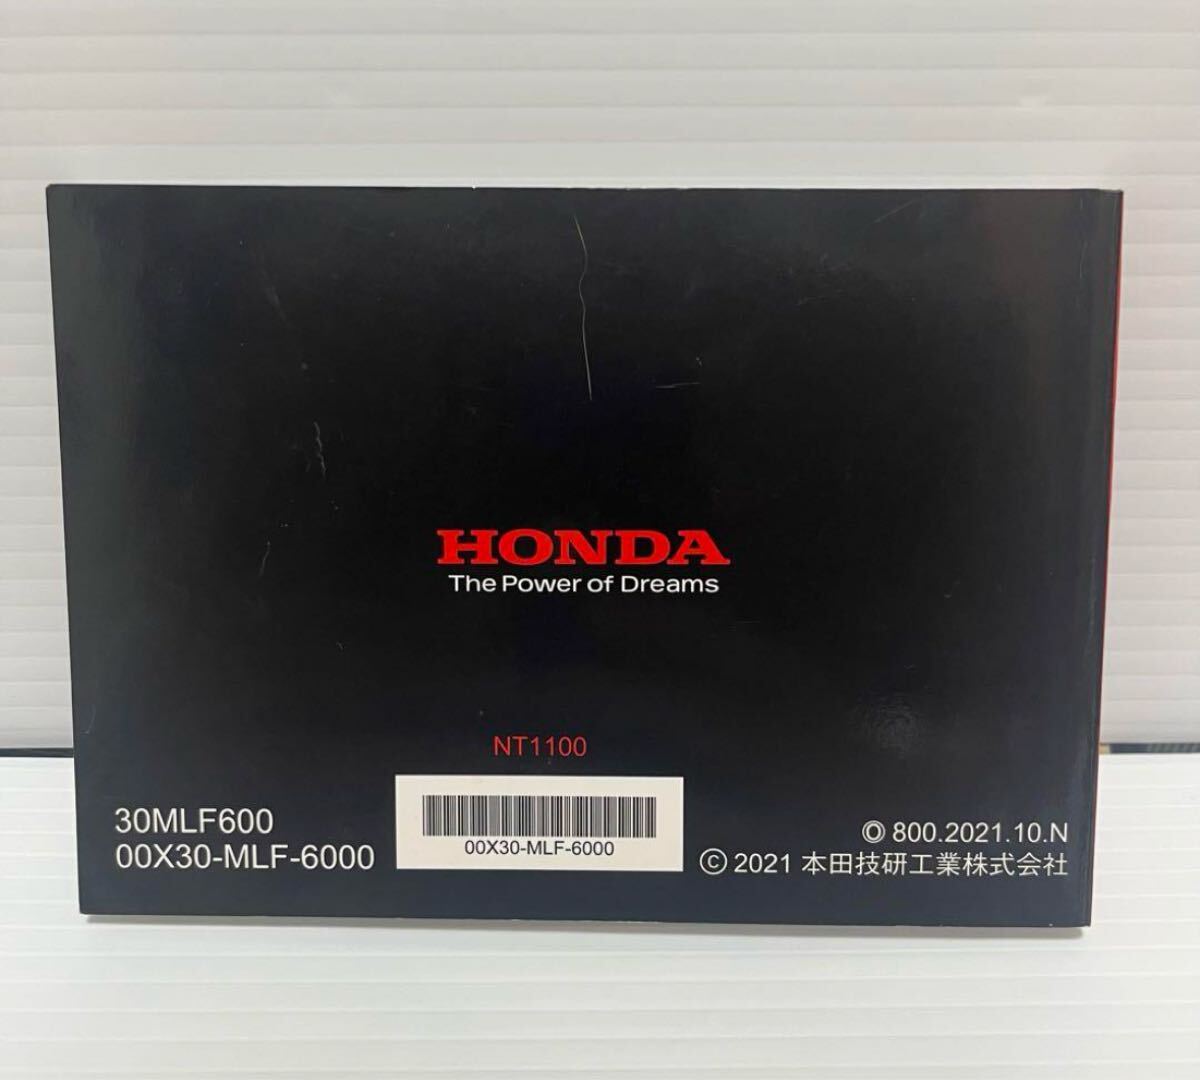 HONDA
The Power of Dreams
NT1100
30MLF600
00X30-MLF-6000
00X30-MLF-6000
◎ 800.2021.10.N
© 2021 本田技研工業株式会社